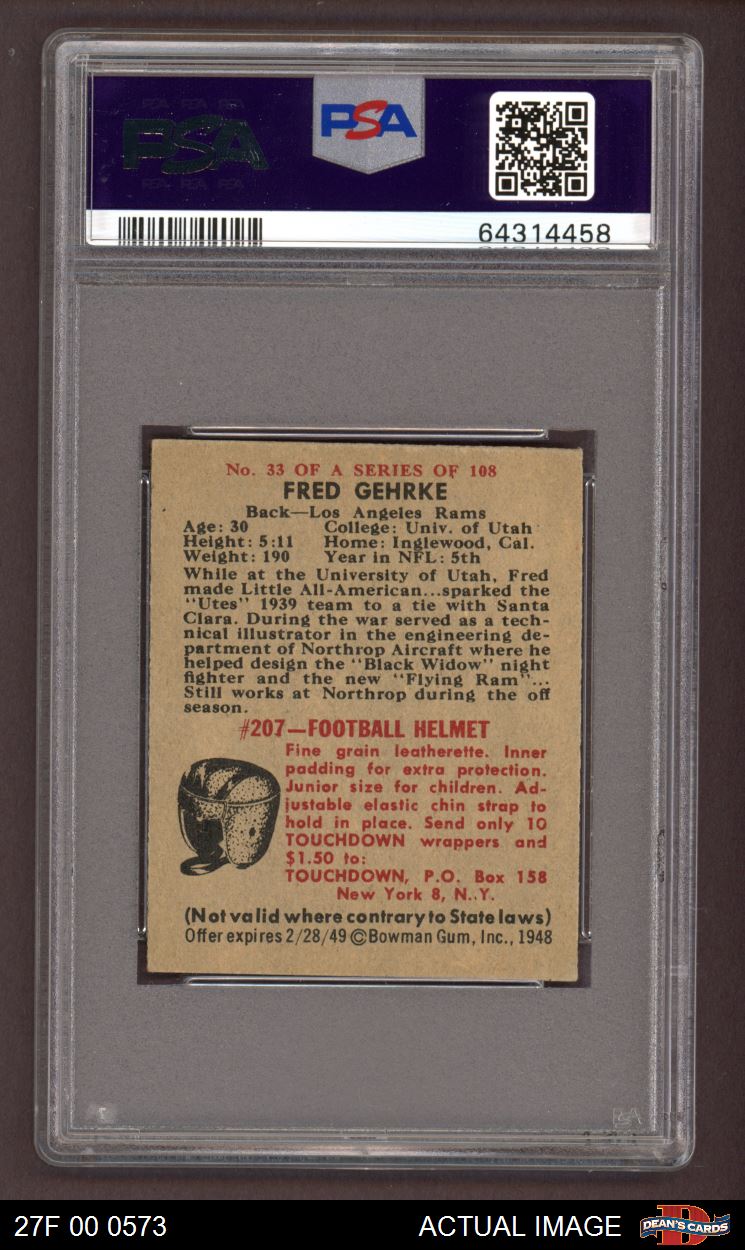 PSA PSA PSA
PSA
PSA PSA PSA
PSA
64314458
No. 33 OF A SERIES OF 108
FRED GEHRKE
Back—Los Angeles Rams
Age: 30 College: Univ. of Utah
Height: 5:11 Home: Inglewood, Cal.
Weight: 190 Year in NFL: 5th
While at the University of Utah, Fred
made Little All-American...sparked the
"Utes" 1939 team to a tie with Santa
Clara. During the war served as a tech-
nical illustrator in the engineering de-
partment of Northrop Aircraft where he
helped design the "Black Widow" night
fighter and the new "Flying Ram"...
Still works at Northrop during the off
season.
#207—FOOTBALL HELMET
Fine grain leatherette. Inner
padding for extra protection.
Junior size for children. Ad-
justable elastic chin strap to
hold in place. Send only 10
TOUCHDOWN wrappers and
$1.50 to:
TOUCHDOWN, P.O. Box 158
New York 8, N.Y.
(Not valid where contrary to State laws)
Offer expires 2/28/49 © Bowman Gum, Inc., 1948
PSA
27F 00 0573
ACTUAL IMAGE
DEAN'S CARDS